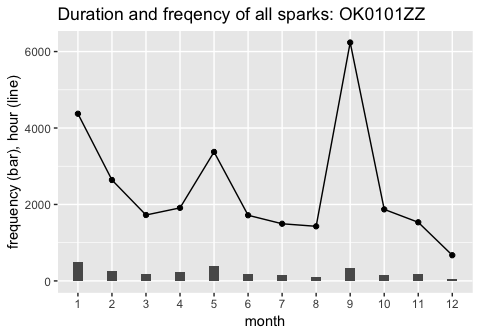 Duration and freqency of all sparks: OK0101ZZ
frequency (bar), hour (line)
6000
4000
2000
0
1 2 3 4 5 6 7 8 9 10 11 12
month